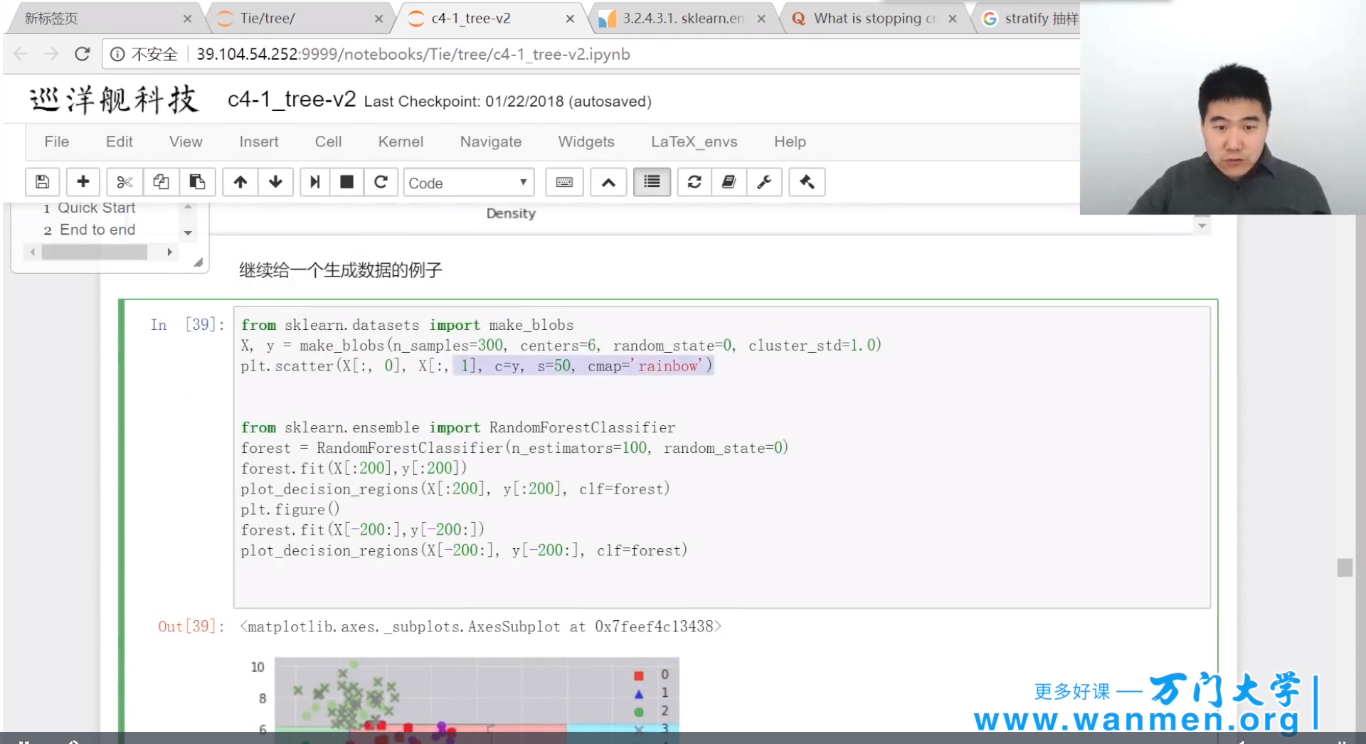 新标签页
Tie/tree/
c4-1_tree-v2
3.2.4.3.1. sklearn.en
What is stopping cr
stratify 抽样
不安全 39.104.54.252:9999/notebooks/Tie/tree/c4-1_tree-v2.ipynb
巡洋舰科技 c4-1_tree-v2 Last Checkpoint: 01/22/2018 (autosaved)
File Edit View Insert Cell Kernel Navigate Widgets LaTeX_envs Help
Code
1 Quick Start
2 End to end
Density
继续给一个生成数据的例子
In [39]:
from sklearn.datasets import make_blobs
X, y = make_blobs(n_samples=300, centers=6, random_state=0, cluster_std=1.0)
plt.scatter(X[:, 0], X[:, 1], c=y, s=50, cmap='rainbow')
from sklearn.ensemble import RandomForestClassifier
forest = RandomForestClassifier(n_estimators=100, random_state=0)
forest.fit(X[:200],y[:200])
plot_decision_regions(X[:200], y[:200], clf=forest)
plt.figure()
forest.fit(X[-200:],y[-200:])
plot_decision_regions(X[-200:], y[-200:], clf=forest)
Out[39]: <matplotlib.axes._subplots.AxesSubplot at 0x7feef4c13438>
10
8
6
0
1
2
3
更多好课 — 万门大学
www.wanmen.org